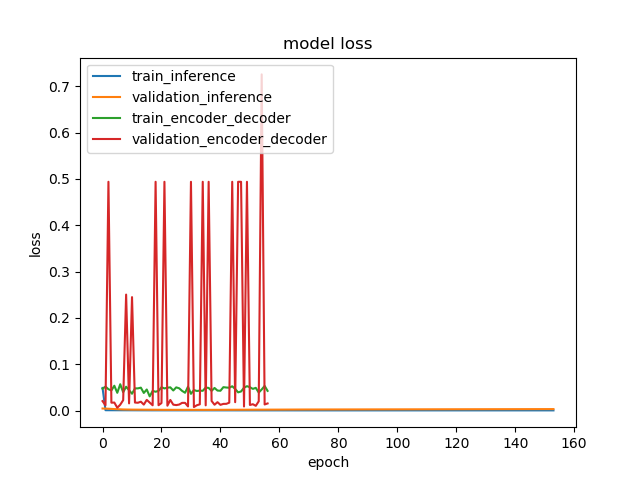 model loss
train_inference
validation_inference
train_encoder_decoder
validation_encoder_decoder
0.7
0.6
0.5
0.4
0.3
0.2
0.1
0.0
loss
0 20 40 60 80 100 120 140 160
epoch